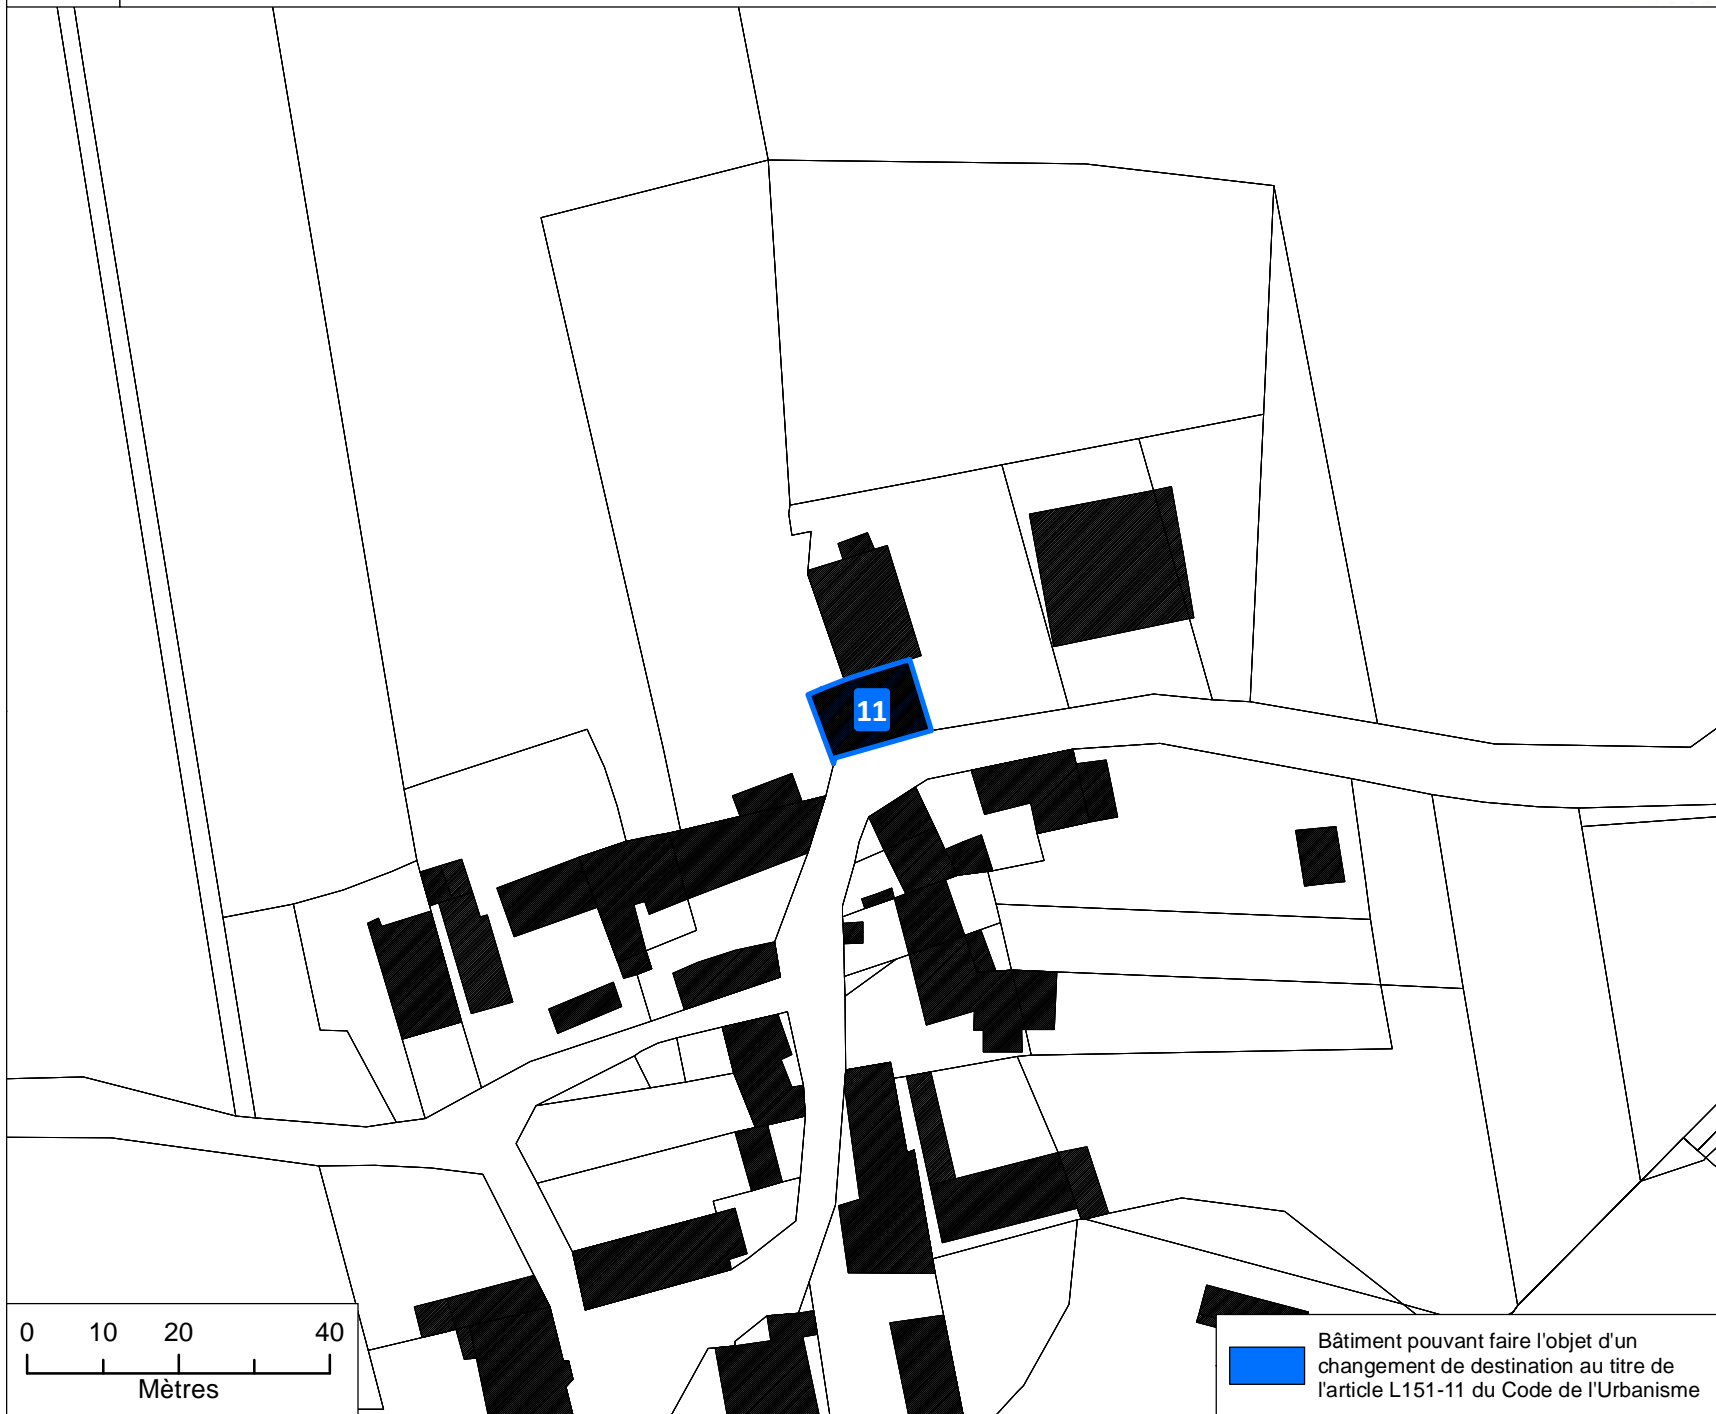 11
0 10 20 40
Mètres
Bâtiment pouvant faire l'objet d'un
changement de destination au titre de
l'article L151-11 du Code de l'Urbanisme